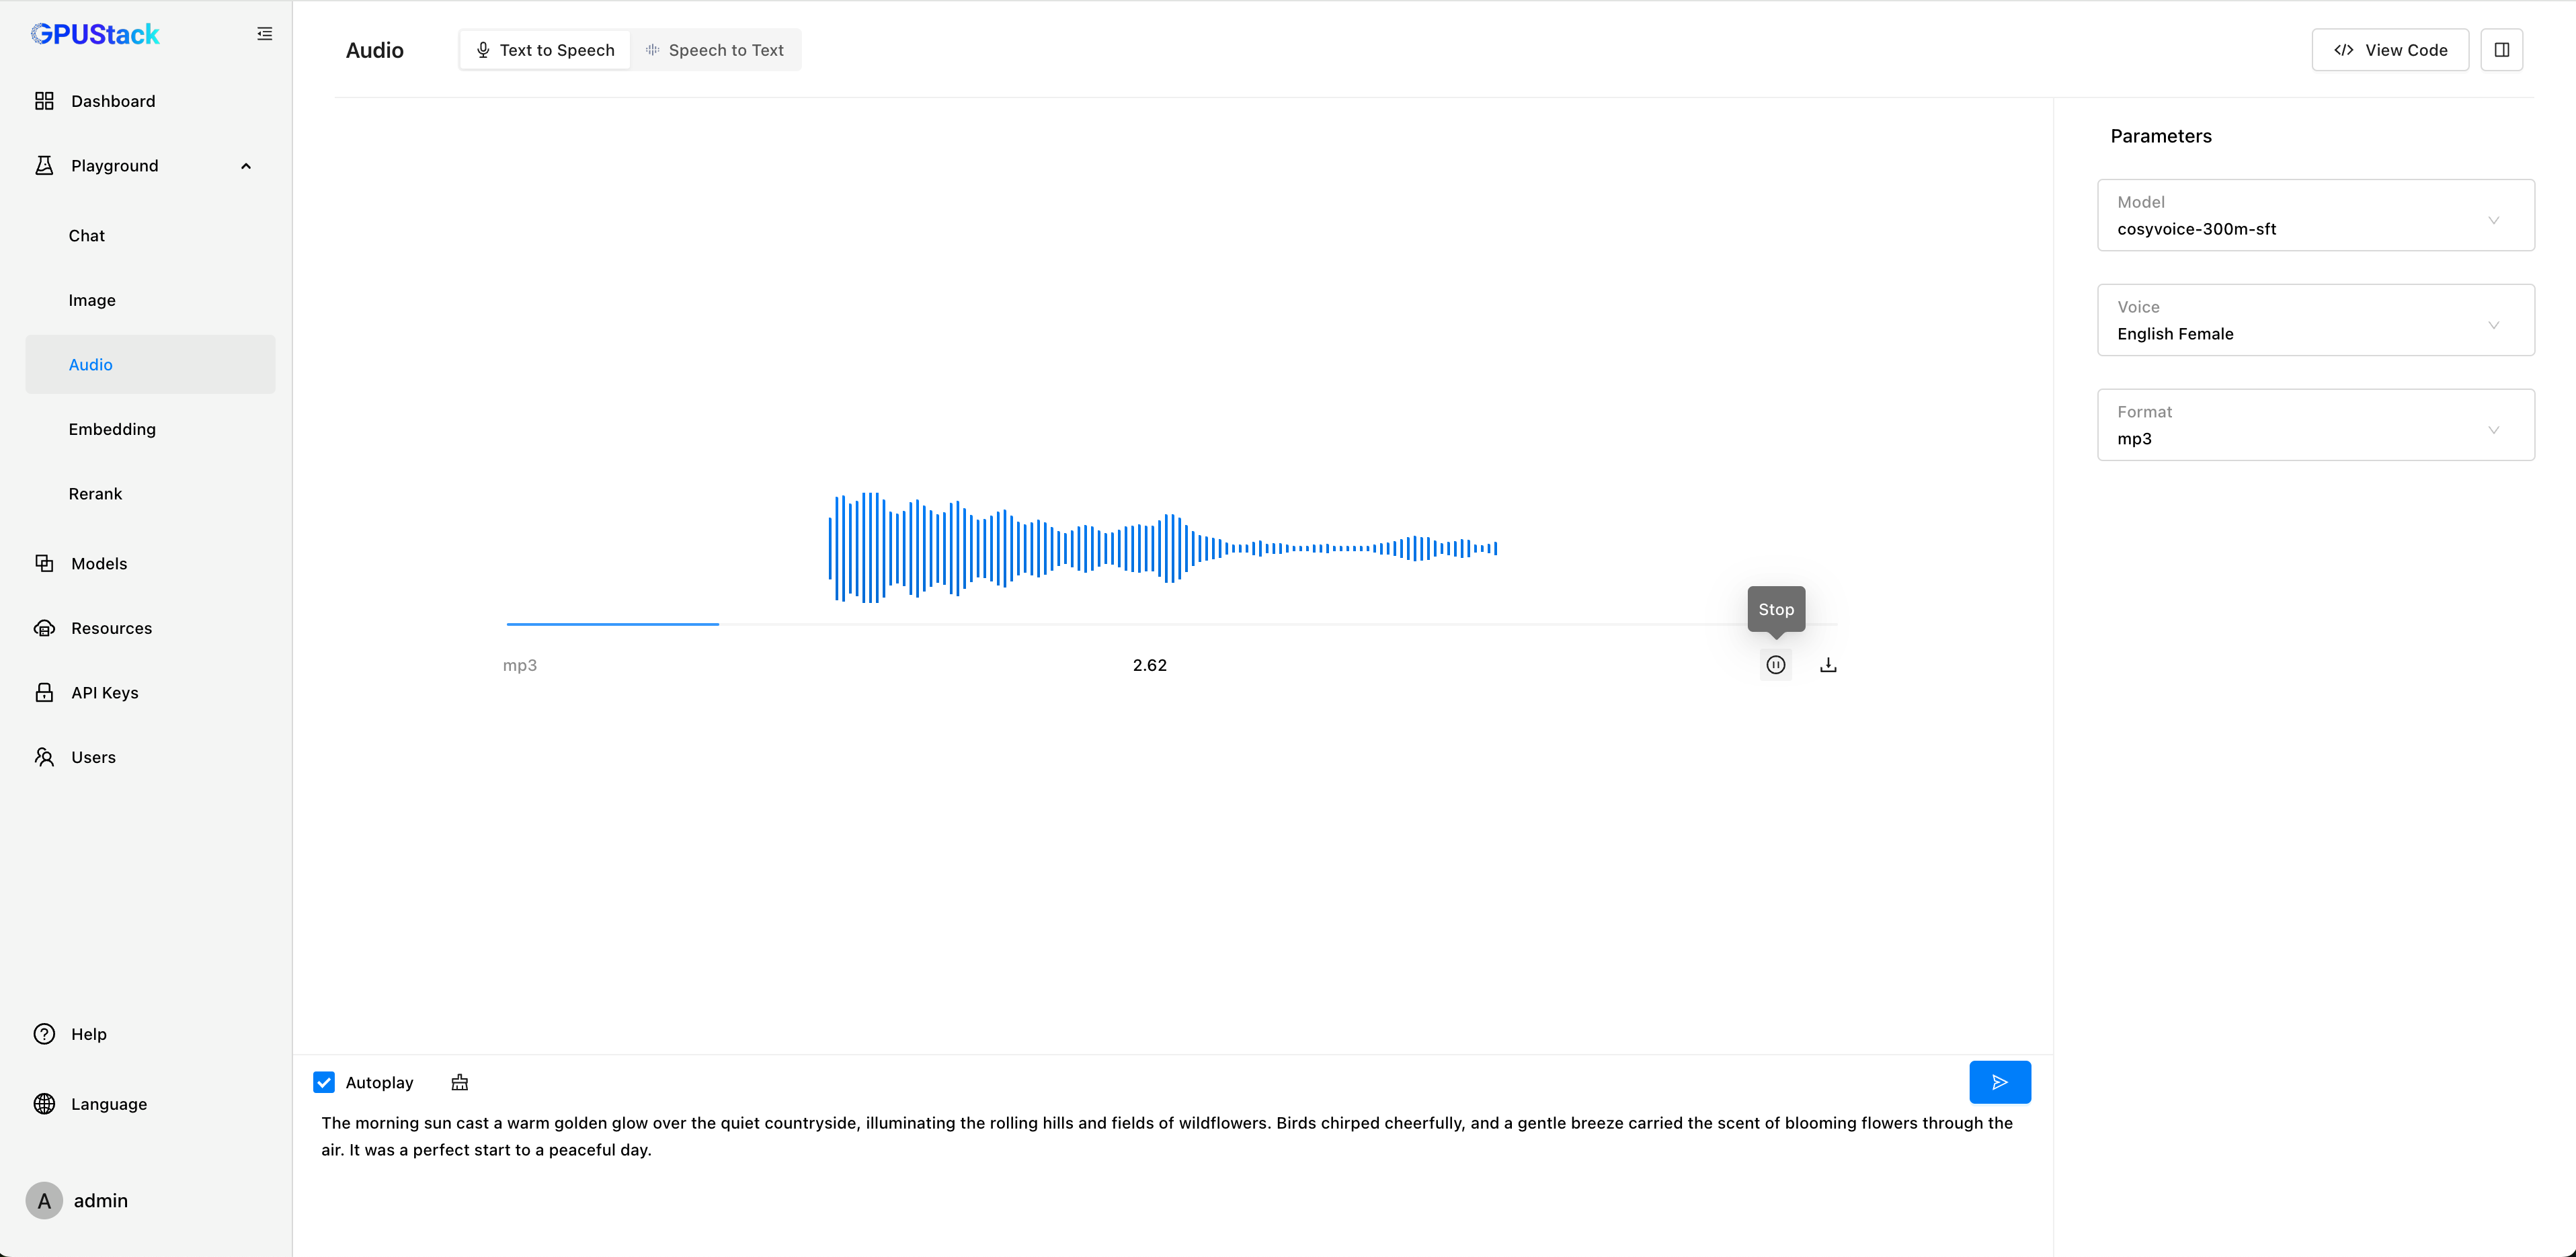 GPUStack
Dashboard
Playground
Chat
Image
Audio
Embedding
Rerank
Models
Resources
API Keys
Users
Help
Language
A admin
Audio
Text to Speech
Speech to Text
View Code
Stop
mp3 2.62
Autoplay
The morning sun cast a warm golden glow over the quiet countryside, illuminating the rolling hills and fields of wildflowers. Birds chirped cheerfully, and a gentle breeze carried the scent of blooming flowers through the
air. It was a perfect start to a peaceful day.
Parameters
Model
cosyvoice-300m-sft
Voice
English Female
Format
mp3